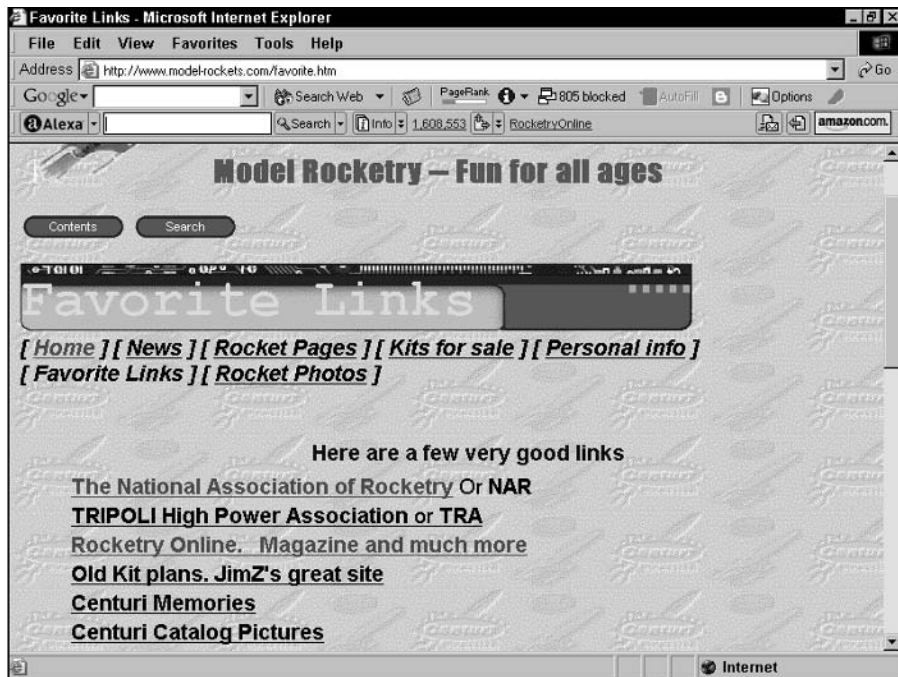 Favorite Links - Microsoft Internet Explorer
File Edit View Favorites Tools Help
Address http://www.model-rockets.com/favorite.htm Go
Google Search Web PageRank 805 blocked AutoFill Options
Alexa Search Info 1,608,553 RocketryOnline amazon.com.
Model Rocketry – Fun for all ages
Contents Search
Favorite Links
[ Home ] [ News ] [ Rocket Pages ] [ Kits for sale ] [ Personal info ]
[ Favorite Links ] [ Rocket Photos ]
Here are a few very good links
The National Association of Rocketry Or NAR
TRIPOLI High Power Association or TRA
Rocketry Online. Magazine and much more
Old Kit plans. JimZ's great site
Centuri Memories
Centuri Catalog Pictures
Internet